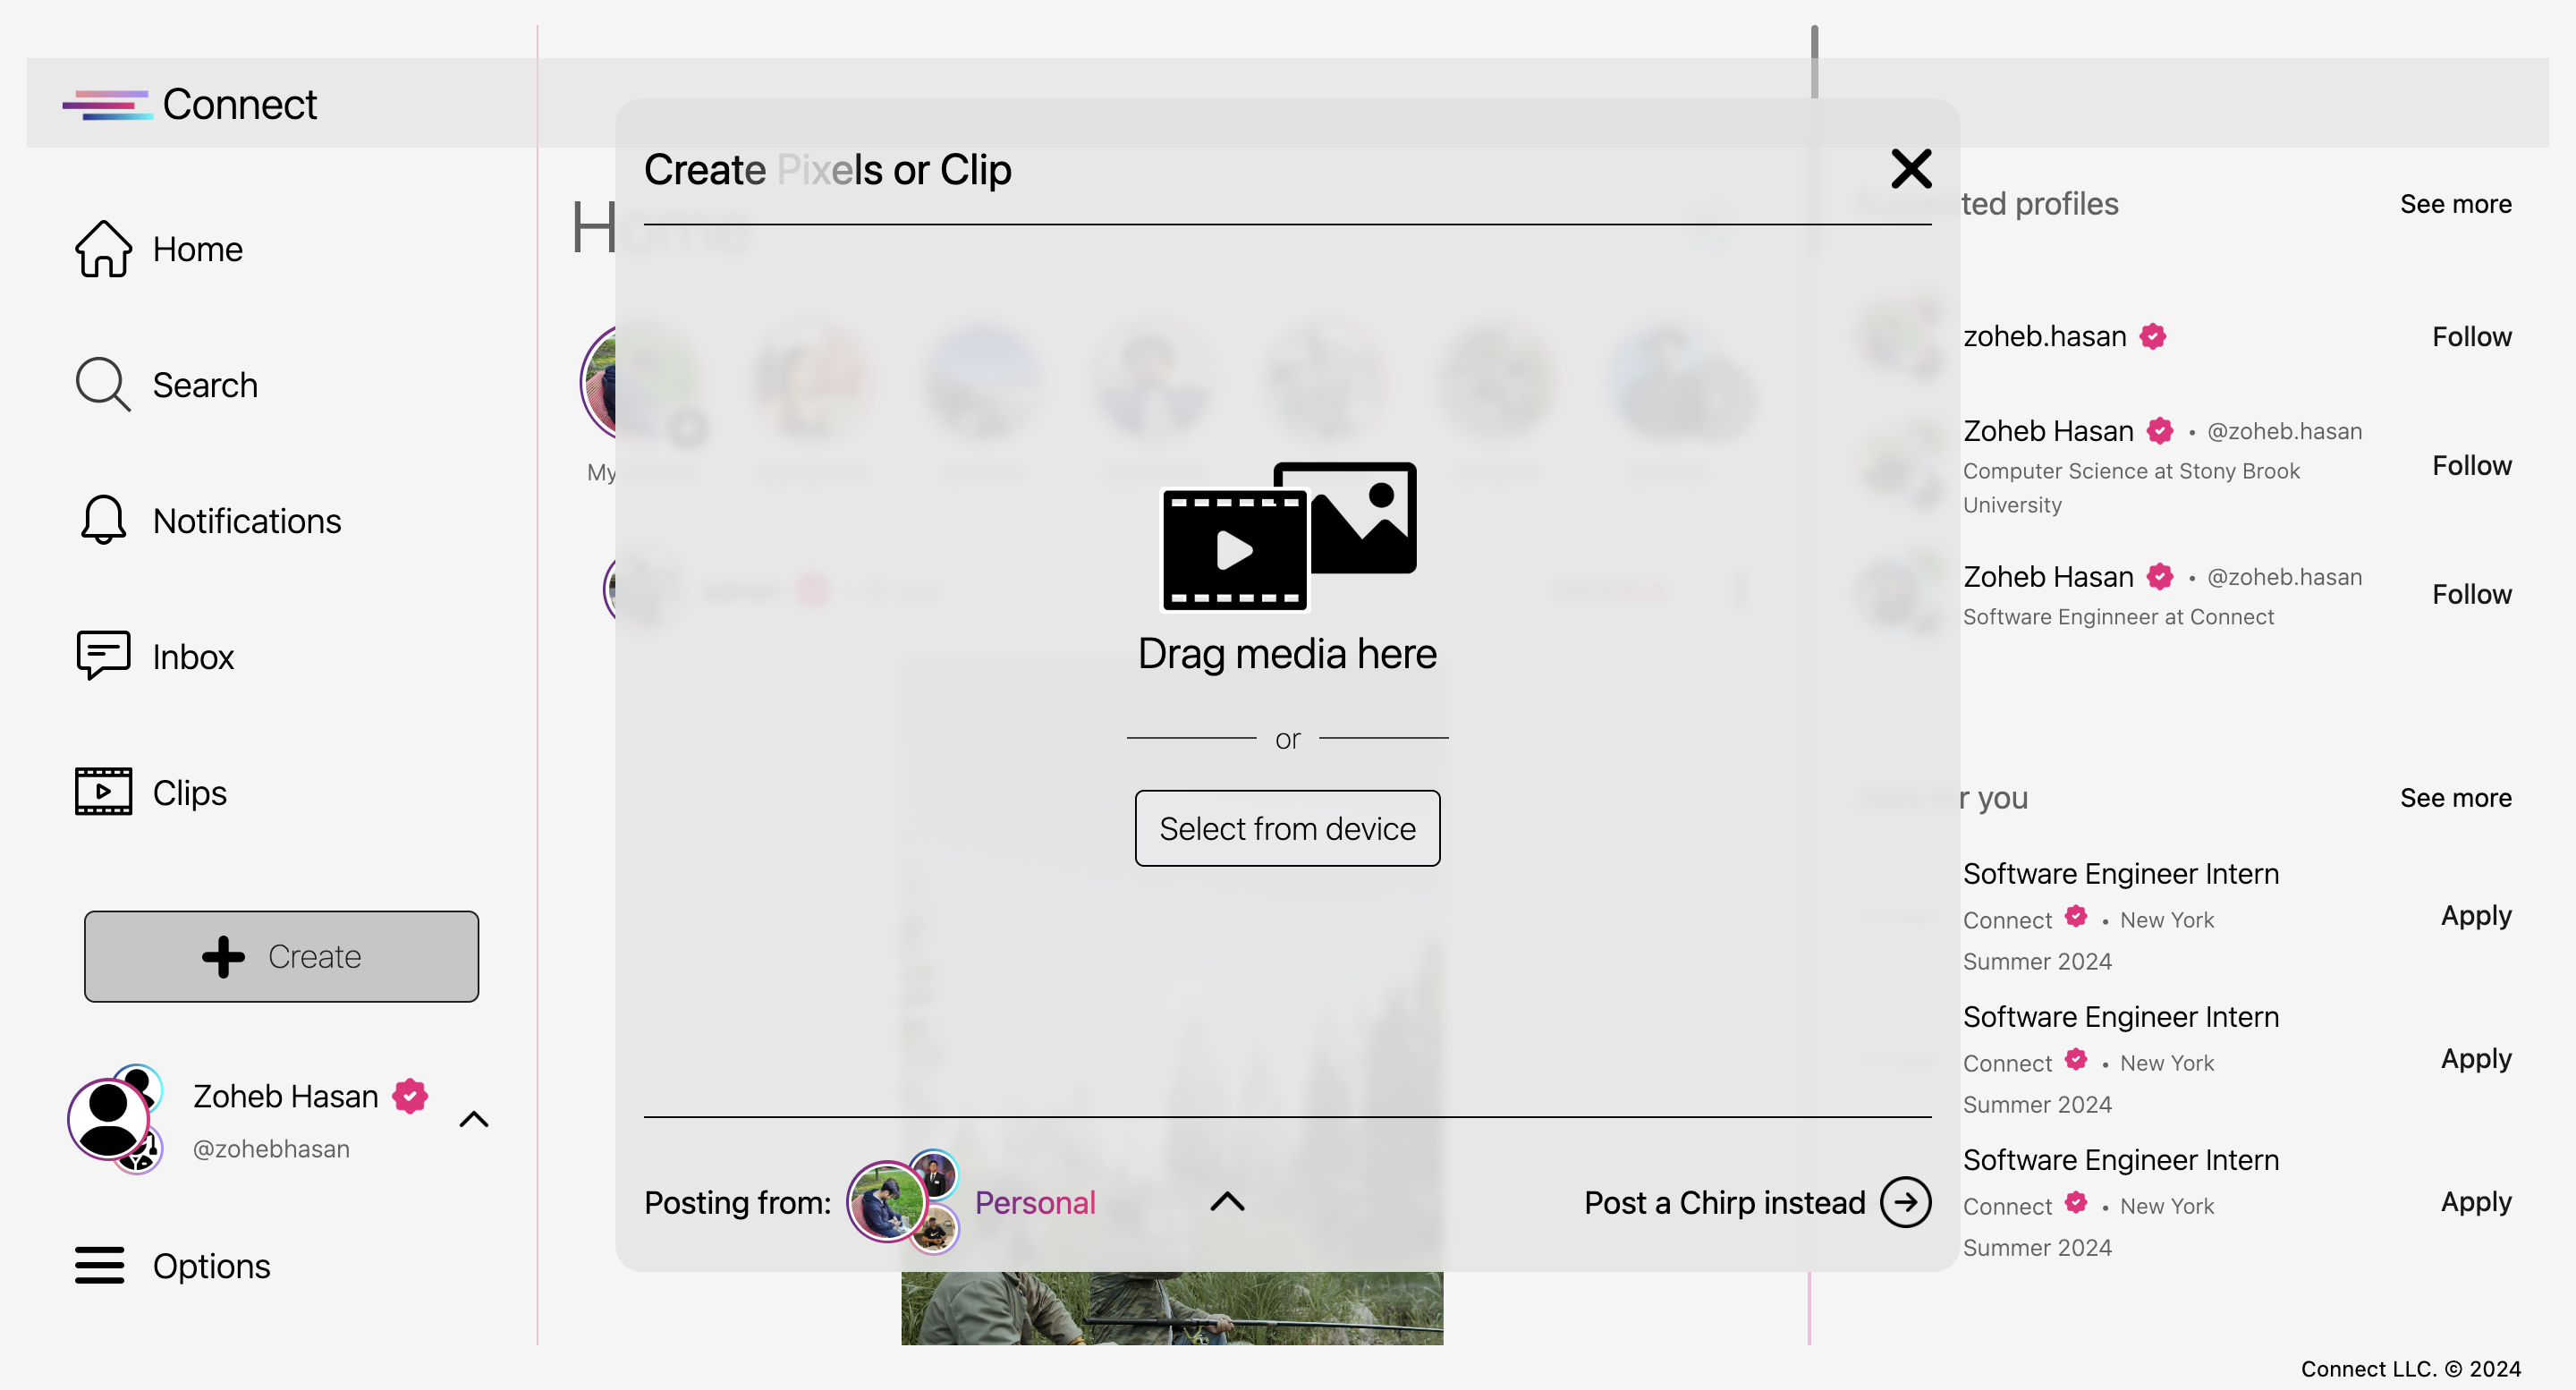 Connect
Home
Search
Notifications
Inbox
Clips
Create
Zoheb Hasan
@zohebhasan
Options
Create Pixels or Clip
Home
My
Drag media here
or
Select from device
Posting from:
Personal
Post a Chirp instead
ted profiles
See more
zoheb.hasan
Follow
Zoheb Hasan • @zoheb.hasan
Computer Science at Stony Brook
University
Follow
Zoheb Hasan • @zoheb.hasan
Software Enginneer at Connect
Follow
r you
See more
Software Engineer Intern
Connect • New York
Summer 2024
Apply
Software Engineer Intern
Connect • New York
Summer 2024
Apply
Software Engineer Intern
Connect • New York
Summer 2024
Apply
Connect LLC. © 2024